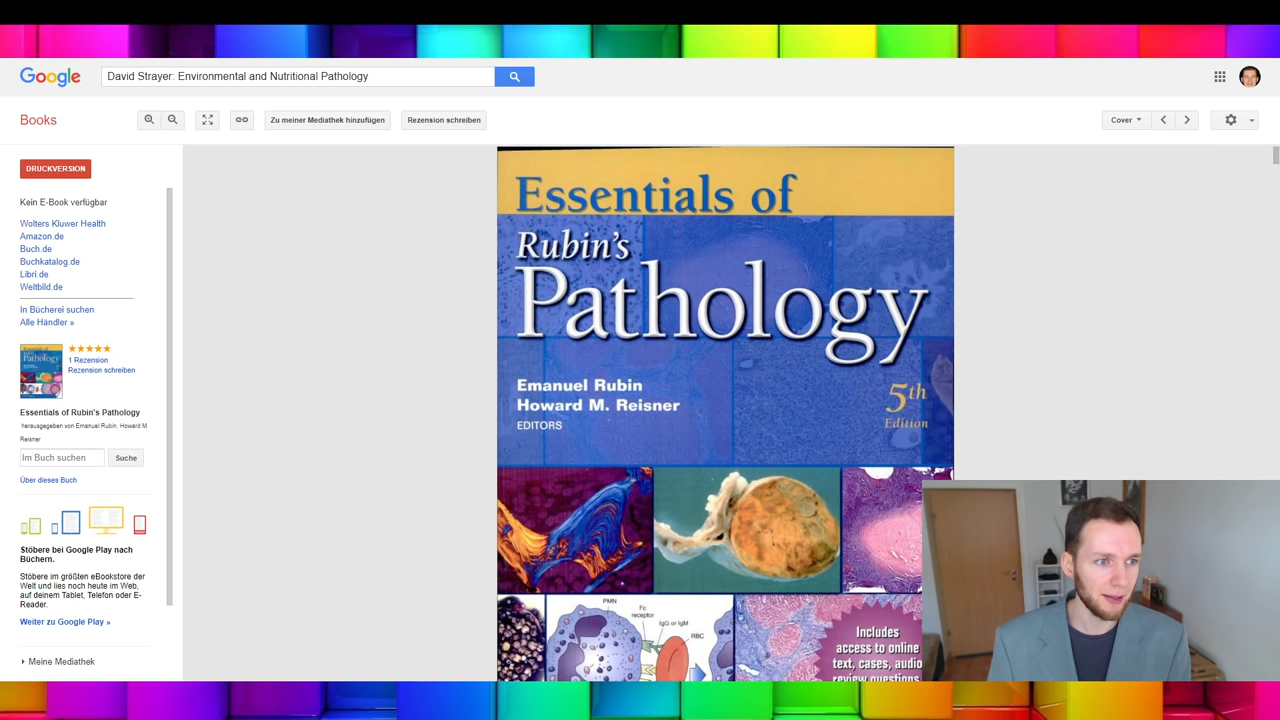 Google
David Strayer: Environmental and Nutritional Pathology
Books
Zu meiner Mediathek hinzufügen
Rezension schreiben
Cover
DRUCKVERSION
Kein E-Book verfügbar
Wolters Kluwer Health
Amazon.de
Buch.de
Buchkatalog.de
Libri.de
Weltbild.de
In Bücherei suchen
Alle Händler »
1 Rezension
Rezension schreiben
Essentials of Rubin's Pathology
herausgegeben von Emanuel Rubin, Howard M.
Reisner
Im Buch suchen
Suche
Über dieses Buch
Stöbere bei Google Play nach
Büchern.
Stöbere im größten eBookstore der
Welt und lies noch heute im Web,
auf deinem Tablet, Telefon oder E-
Reader.
Weiter zu Google Play »
Meine Mediathek
Essentials of
Rubin's
Pathology
Emanuel Rubin
Howard M. Reisner
EDITORS
5th
Edition
PMN
Fc
receptor
IgG or IgM
RBC
Includes
access to online
text, cases, audio
review questions